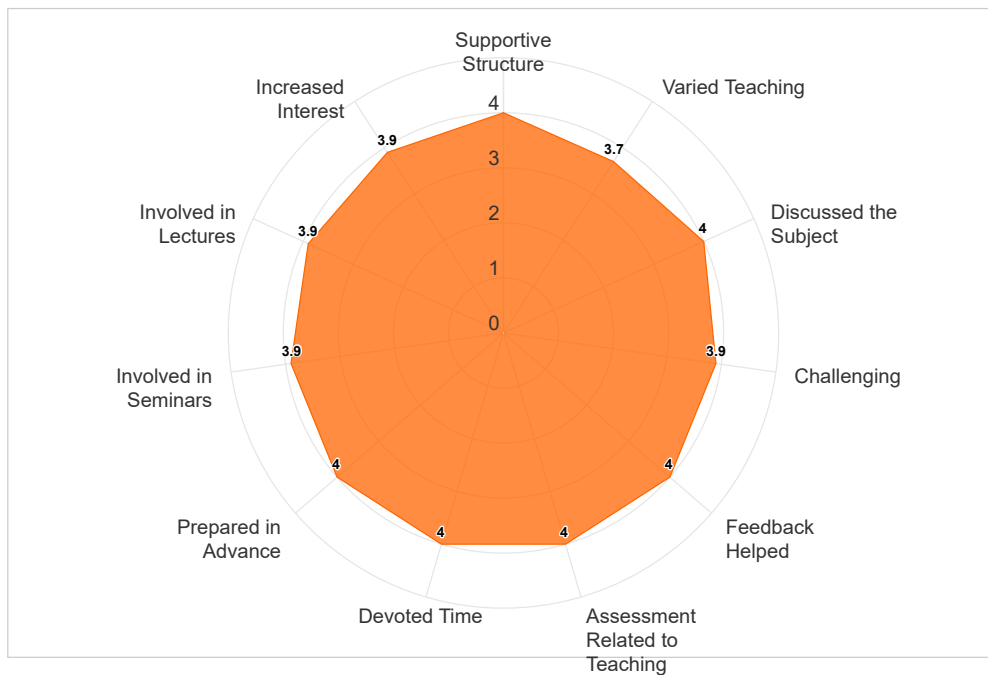 Supportive
Structure
Increased
Interest
Varied Teaching
4
3.9
3.7
3
Involved in
Lectures
Discussed the
Subject
2
3.9
4
1
0
3.9
3.9
Involved in
Seminars
Challenging
4
4
Prepared in
Advance
Feedback
Helped
4
4
Devoted Time
Assessment
Related to
Teaching